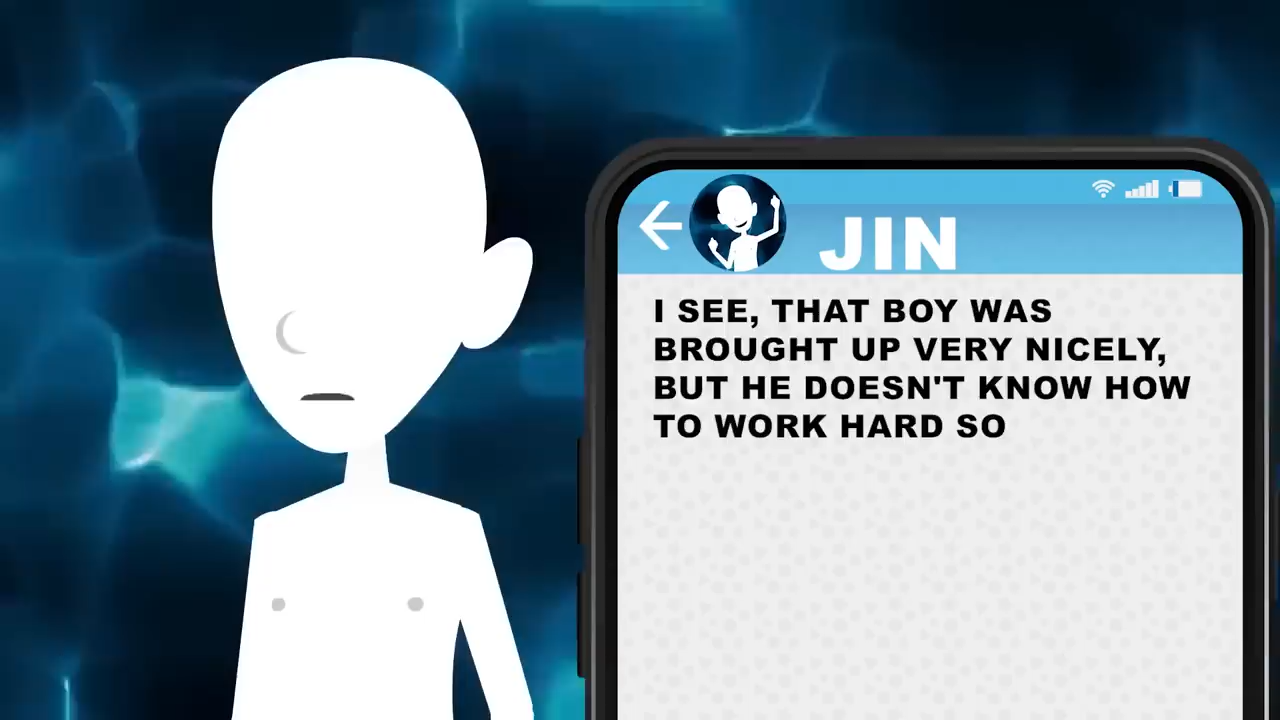 JIN
I SEE, THAT BOY WAS
BROUGHT UP VERY NICELY,
BUT HE DOESN'T KNOW HOW
TO WORK HARD SO